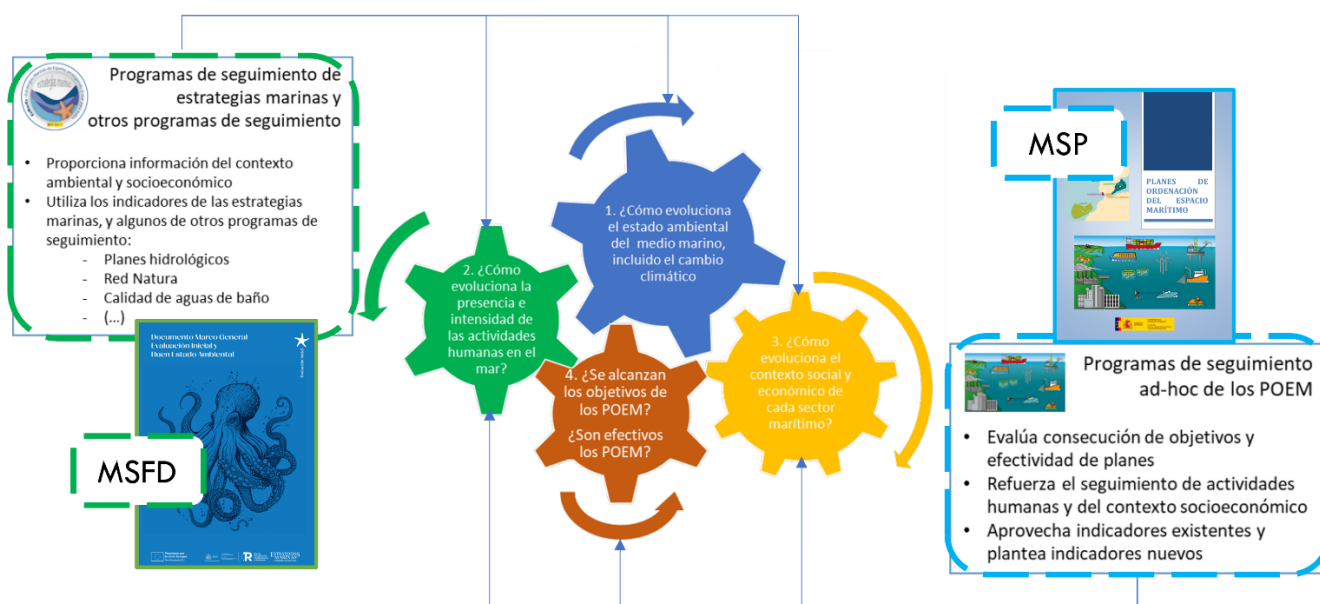 Programas de seguimiento de
estrategias marinas y
otros programas de seguimiento
• Proporciona información del contexto
ambiental y socioeconómico
• Utiliza los indicadores de las estrategias
marinas, y algunos de otros programas de
seguimiento:
- Planes hidrológicos
- Red Natura
- Calidad de aguas de baño
- (...)
Documento Marco General
Evaluación Inicial y
Buen Estado Ambiental
MSFD
ESTRATEGIAS
MARINAS
1. ¿Cómo evoluciona
el estado ambiental
del medio marino,
incluido el cambio
climático
2. ¿Cómo
evoluciona la
presencia e
intensidad de
las actividades
humanas en el
mar?
3. ¿Cómo
evoluciona el
contexto social y
económico de
cada sector
marítimo?
4. ¿Se alcanzan
los objetivos de
los POEM?
¿Son efectivos
los POEM?
MSP
PLANES DE
ORDENACIÓN
DEL ESPACIO
MARÍTIMO
Programas de seguimiento
ad-hoc de los POEM
• Evalúa consecución de objetivos y
efectividad de planes
• Refuerza el seguimiento de actividades
humanas y del contexto socioeconómico
• Aprovecha indicadores existentes y
plantea indicadores nuevos